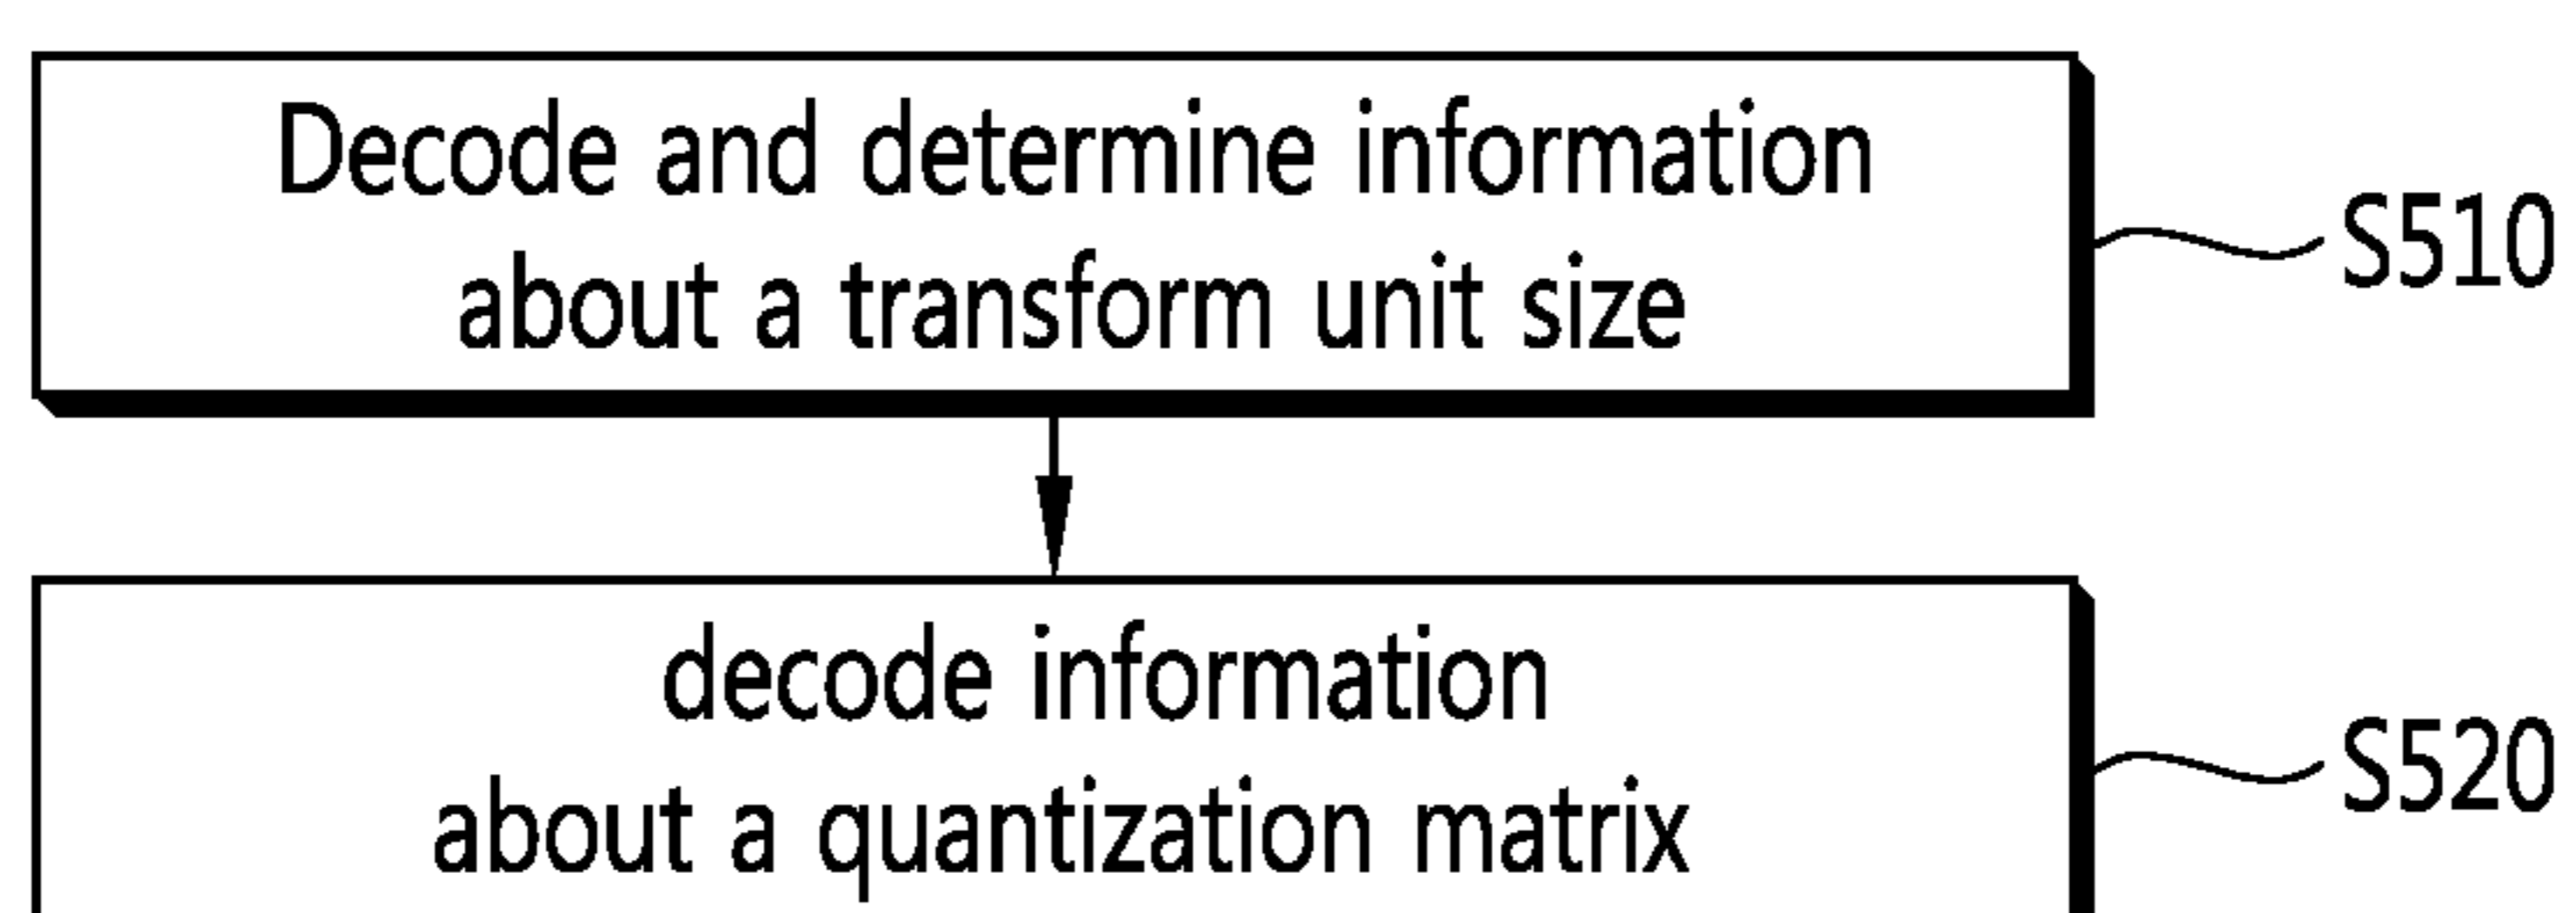 Decode and determine information
about a transform unit size
S510
decode information
about a quantization matrix
S520